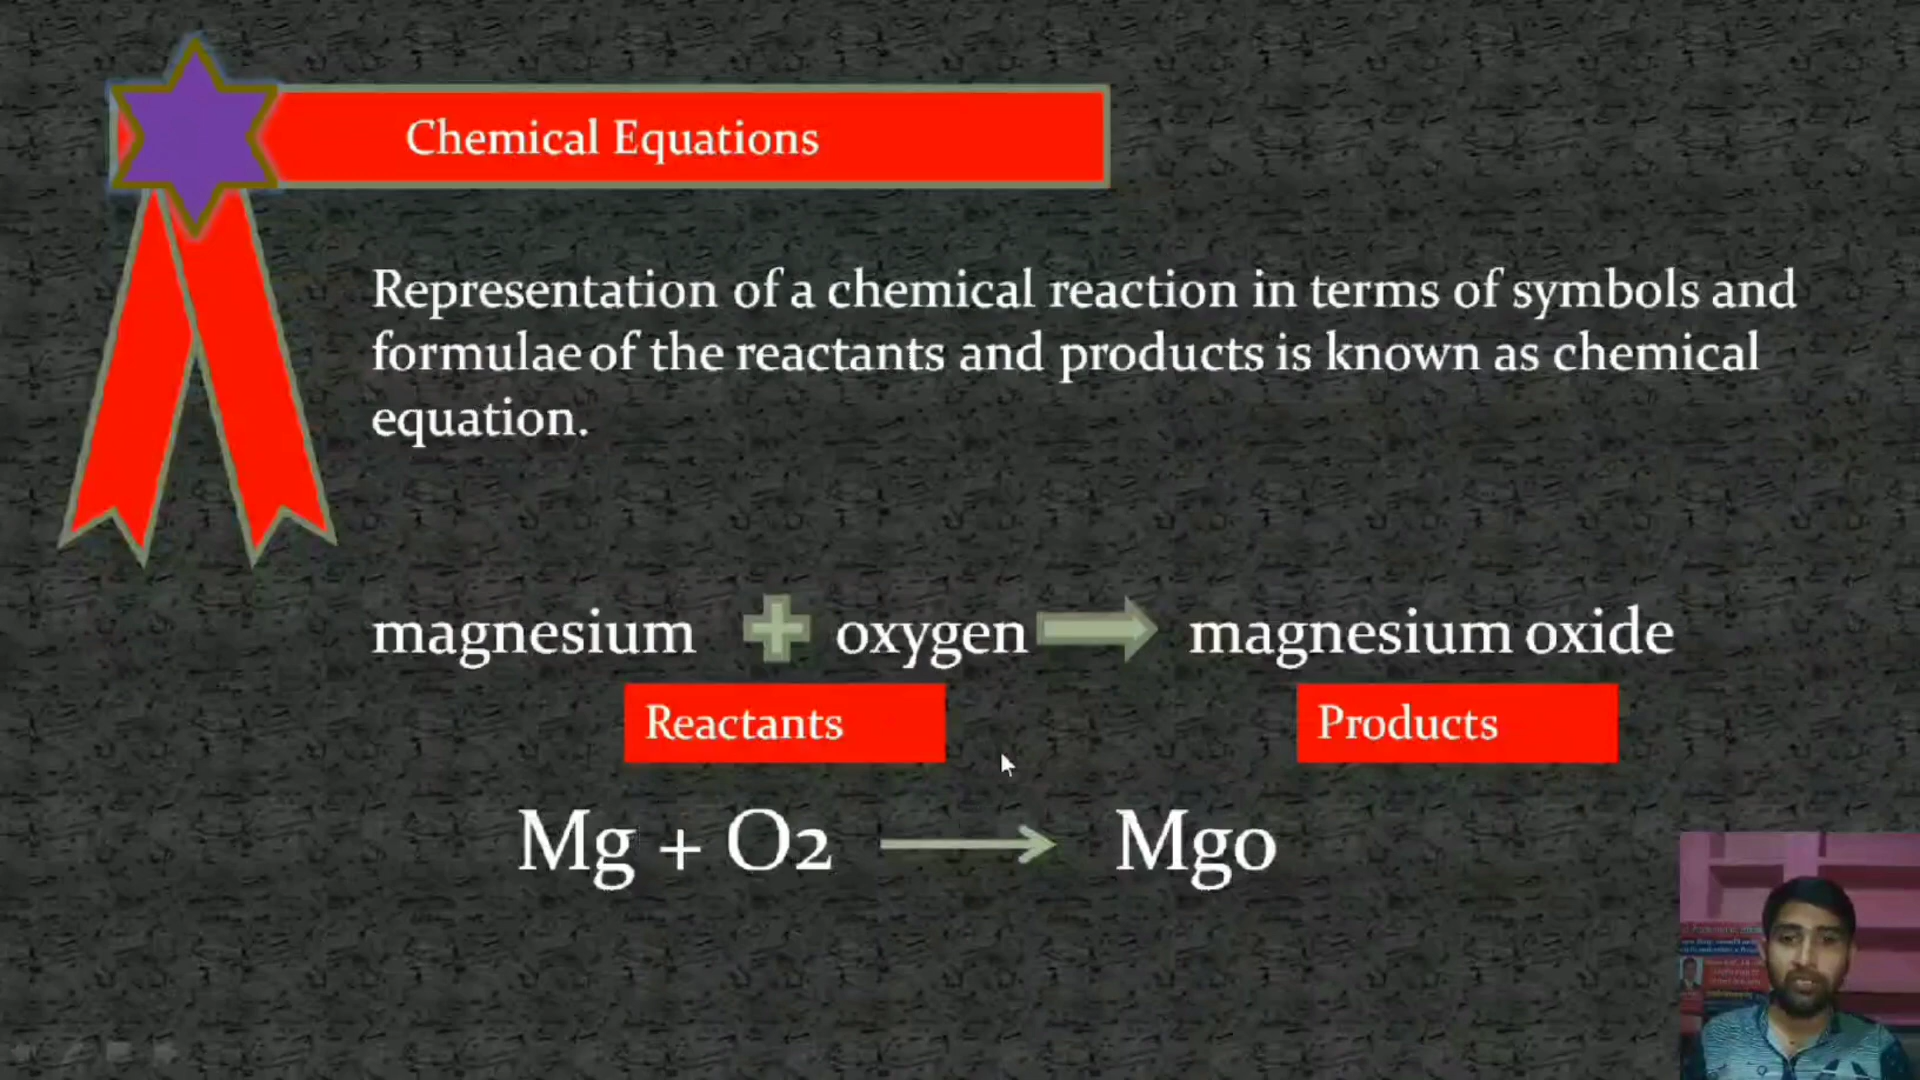 Chemical Equations
Representation of a chemical reaction in terms of symbols and
formulae of the reactants and products is known as chemical
equation.
magnesium + oxygen → magnesium oxide
Reactants Products
Mg + O2 → Mgo